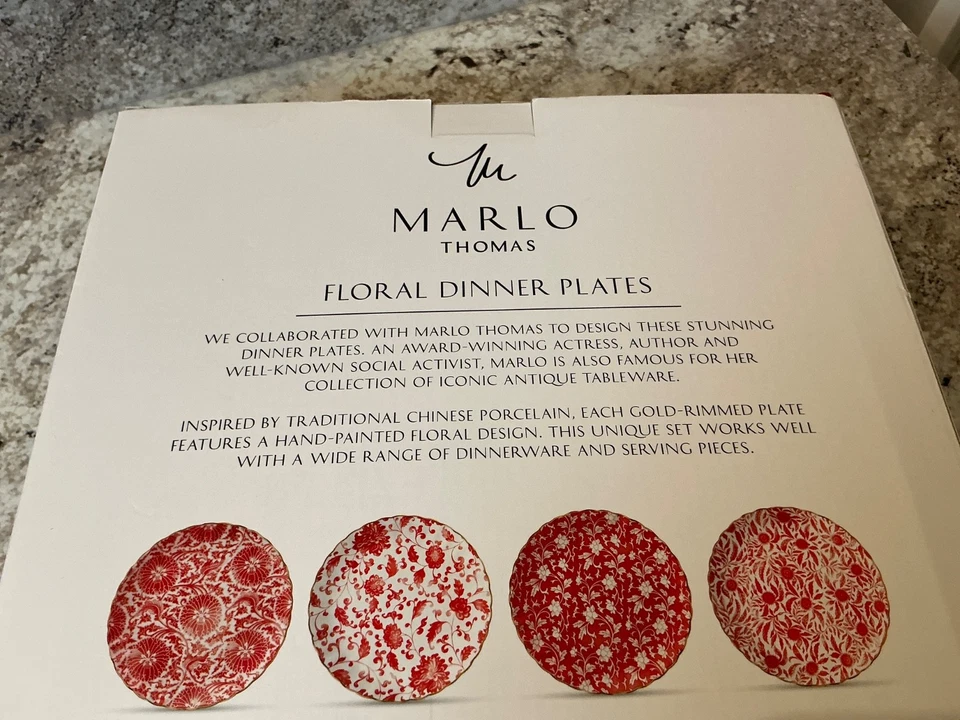 M
MARLO
THOMAS
FLORAL DINNER PLATES
WE COLLABORATED WITH MARLO THOMAS TO DESIGN THESE STUNNING
DINNER PLATES. AN AWARD-WINNING ACTRESS, AUTHOR AND
WELL-KNOWN SOCIAL ACTIVIST, MARLO IS ALSO FAMOUS FOR HER
COLLECTION OF ICONIC ANTIQUE TABLEWARE.
INSPIRED BY TRADITIONAL CHINESE PORCELAIN, EACH GOLD-RIMMED PLATE
FEATURES A HAND-PAINTED FLORAL DESIGN. THIS UNIQUE SET WORKS WELL
WITH A WIDE RANGE OF DINNERWARE AND SERVING PIECES.